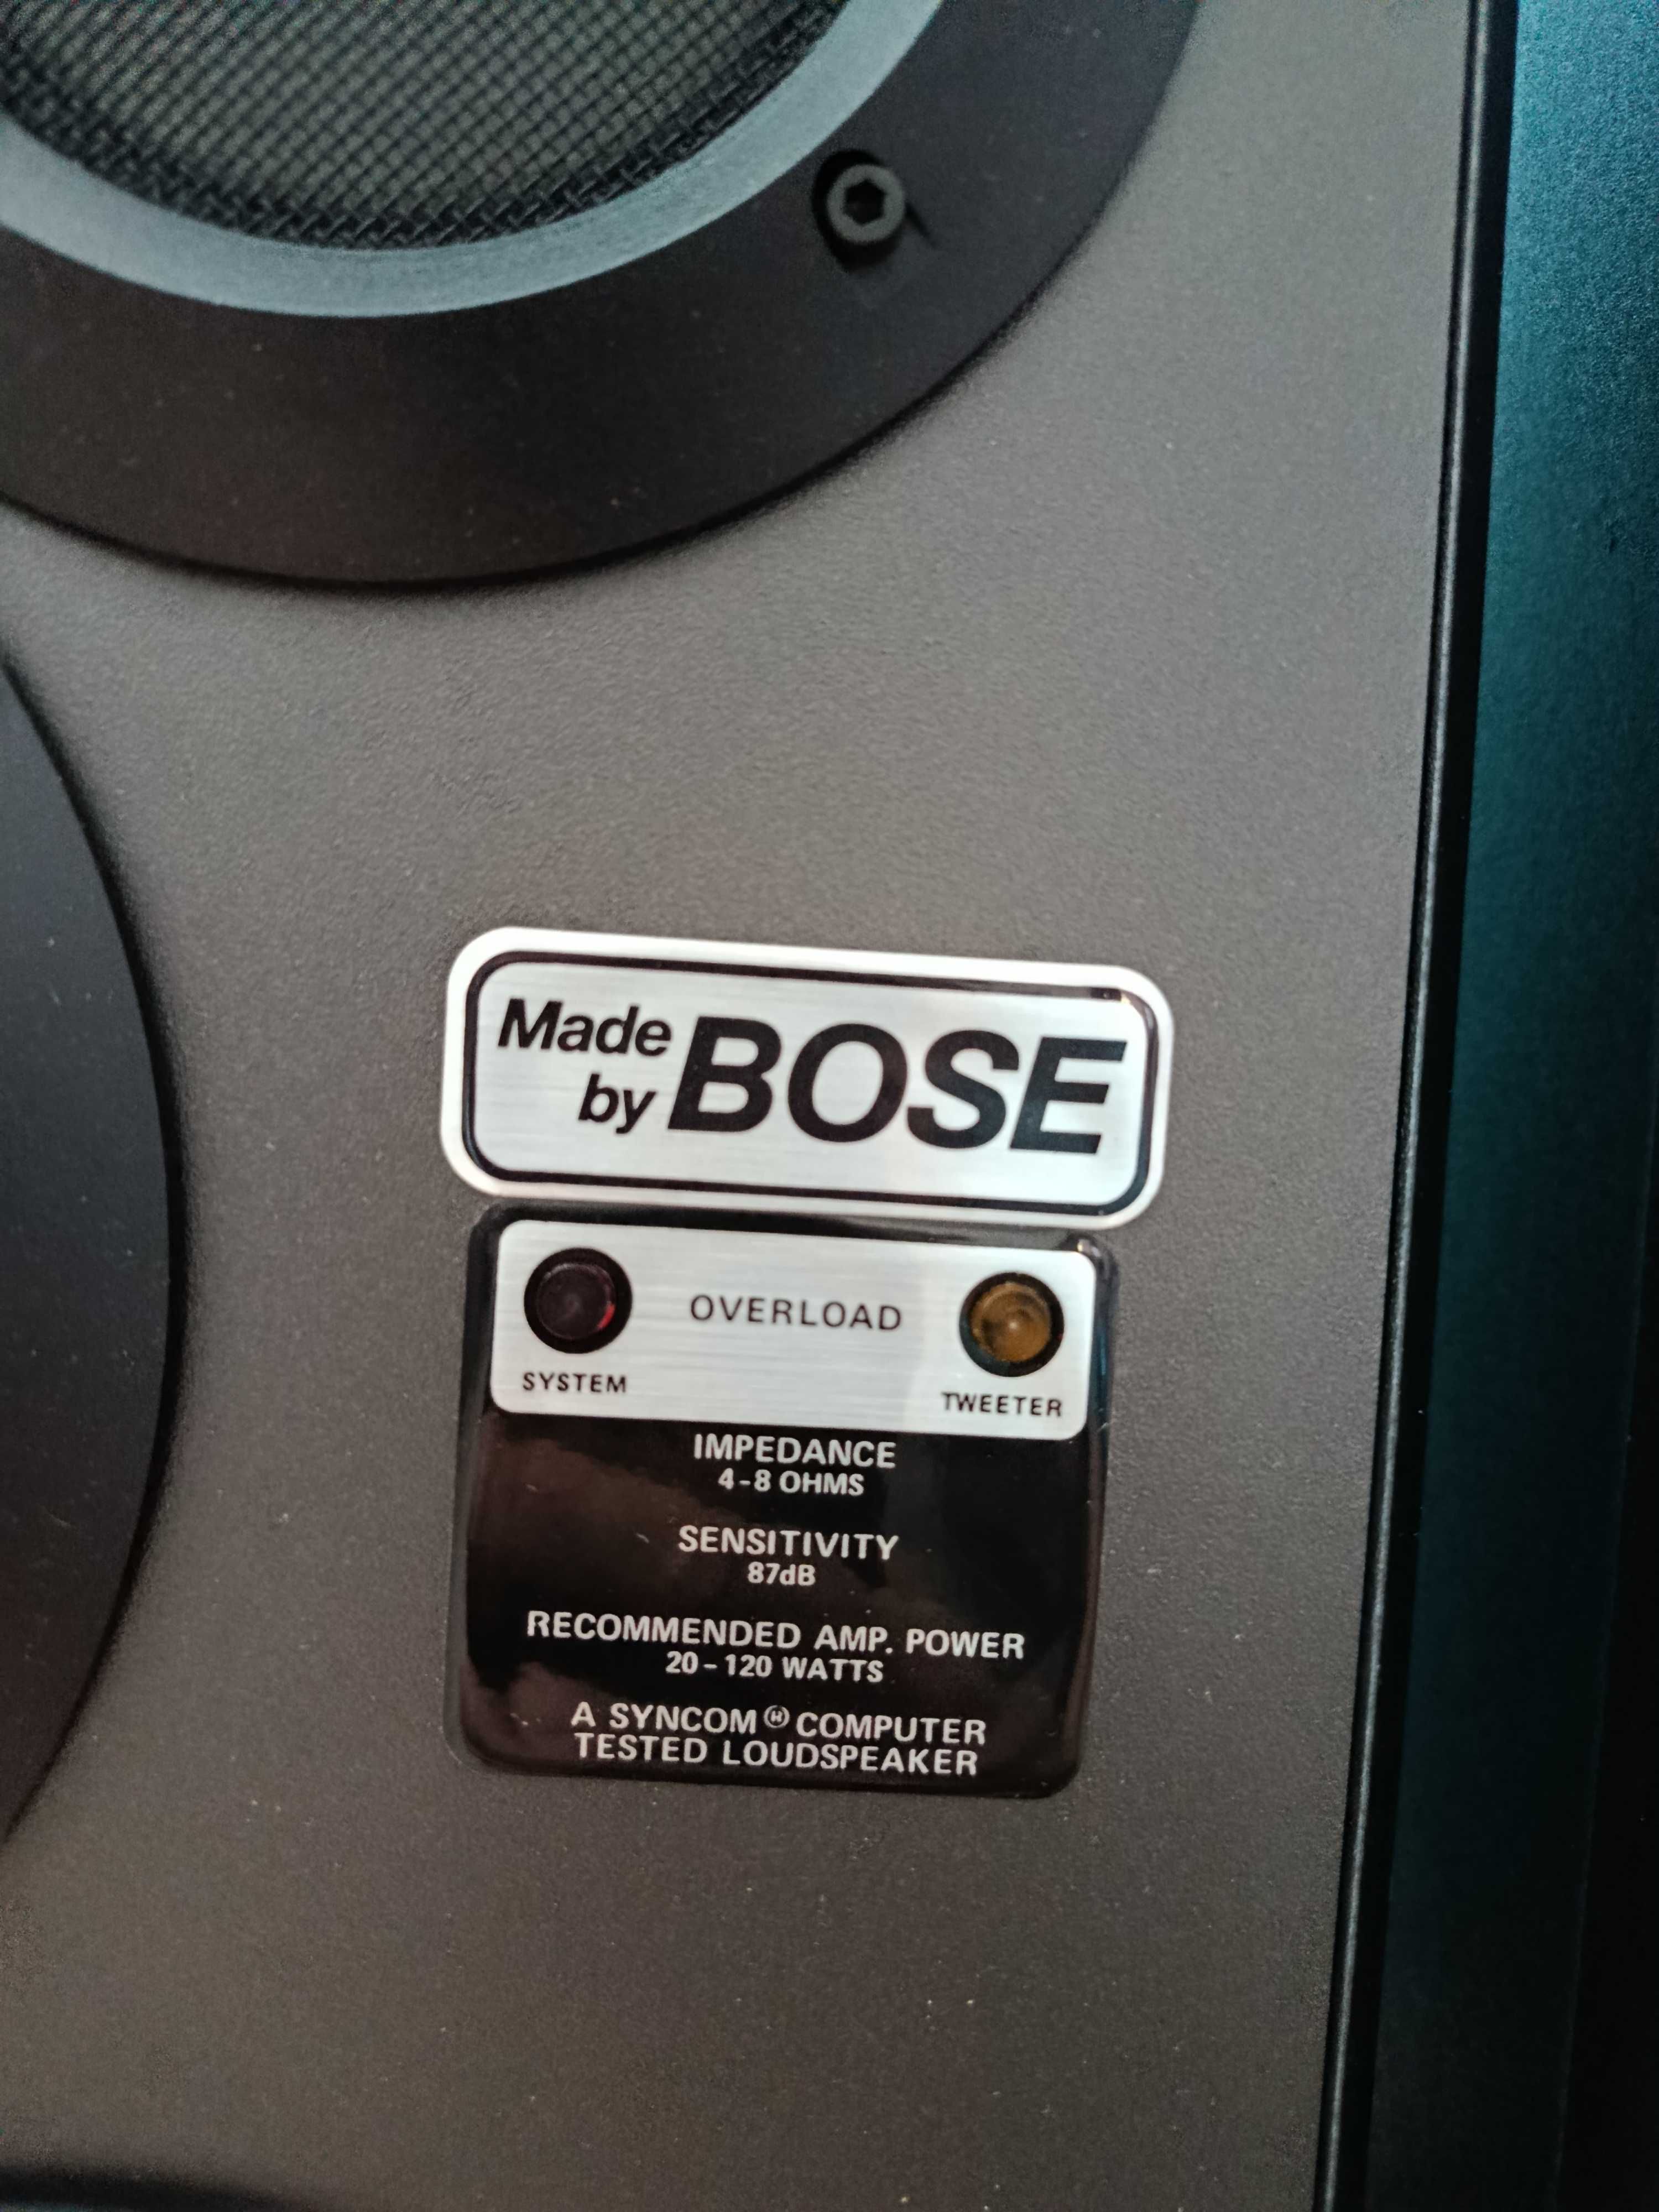 Made
by BOSE
OVERLOAD
SYSTEM
TWEETER
IMPEDANCE
4-8 OHMS
SENSITIVITY
87dB
RECOMMENDED AMP. POWER
20-120 WATTS
A SYNCOM® COMPUTER
TESTED LOUDSPEAKER